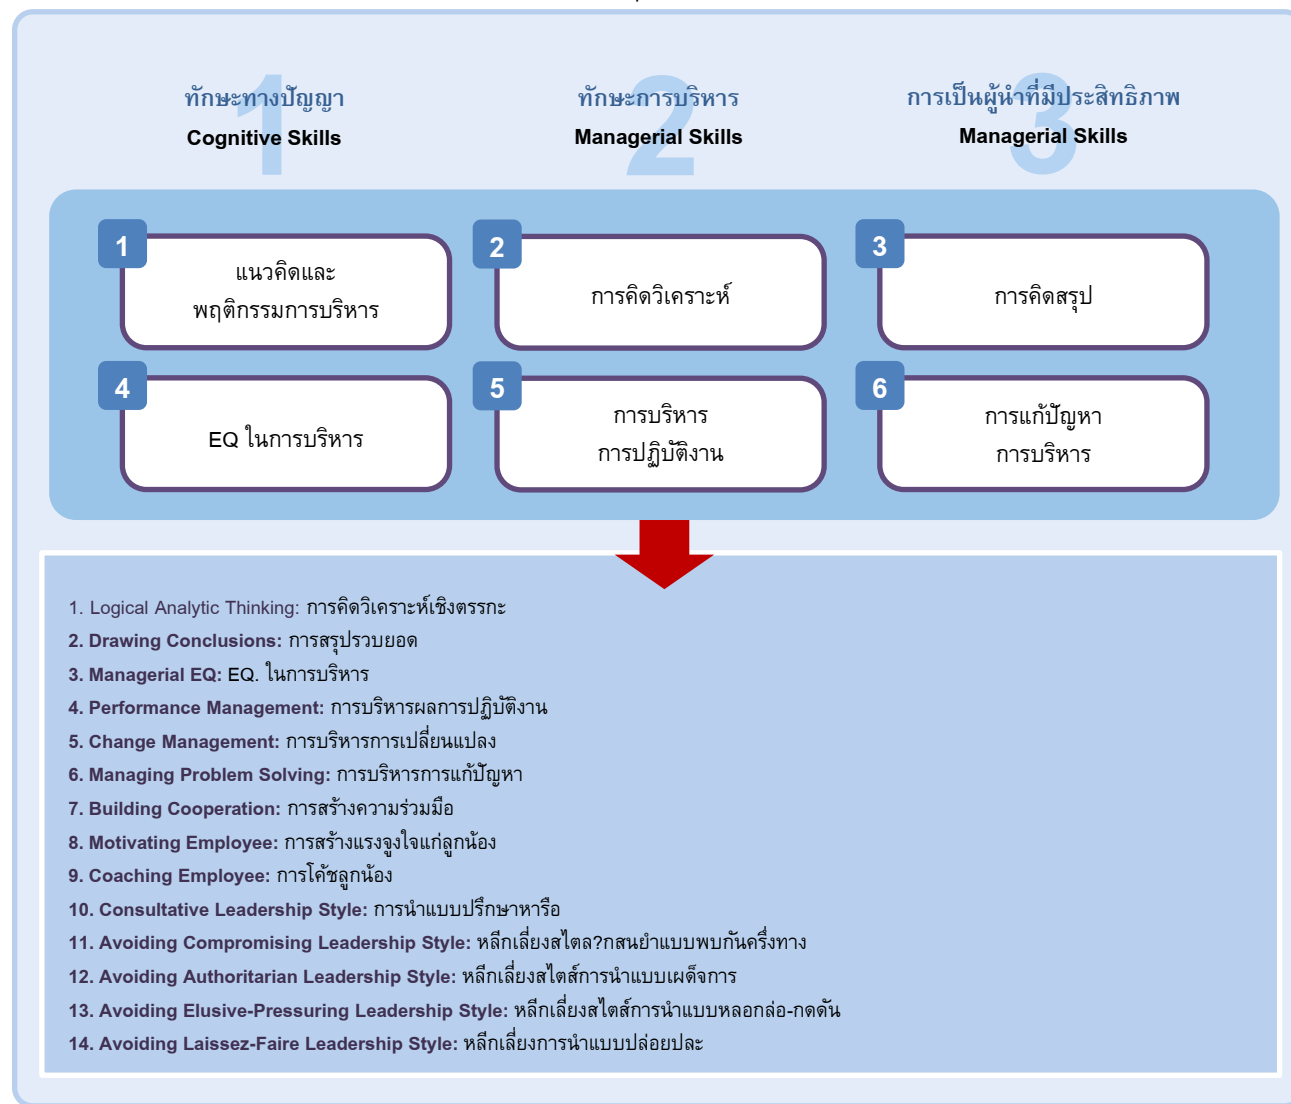 1
ทักษะทางปัญญา
Cognitive Skills
2
ทักษะการบริหาร
Managerial Skills
3
การเป็นผู้นำที่มีประสิทธิภาพ
Managerial Skills
1
แนวคิดและ
พฤติกรรมการบริหาร
2
การคิดวิเคราะห์
3
การคิดสรุป
4
EQ ในการบริหาร
5
การบริหาร
การปฏิบัติงาน
6
การแก้ปัญหา
การบริหาร
1. Logical Analytic Thinking: การคิดวิเคราะห์เชิงตรรกะ
2. Drawing Conclusions: การสรุปรวบยอด
3. Managerial EQ: EQ. ในการบริหาร
4. Performance Management: การบริหารผลการปฏิบัติงาน
5. Change Management: การบริหารการเปลี่ยนแปลง
6. Managing Problem Solving: การบริหารการแก้ปัญหา
7. Building Cooperation: การสร้างความร่วมมือ
8. Motivating Employee: การสร้างแรงจูงใจแก่ลูกน้อง
9. Coaching Employee: การโค้ชลูกน้อง
10. Consultative Leadership Style: การนำแบบปรึกษาหารือ
11. Avoiding Compromising Leadership Style: หลีกเลี่ยงสไตล?กสนยำแบบพบกันครึ่งทาง
12. Avoiding Authoritarian Leadership Style: หลีกเลี่ยงสไตส์การนำแบบเผด็จการ
13. Avoiding Elusive-Pressuring Leadership Style: หลีกเลี่ยงสไตส์การนำแบบหลอกล่อ-กดดัน
14. Avoiding Laissez-Faire Leadership Style: หลีกเลี่ยงการนำแบบปล่อยปละ